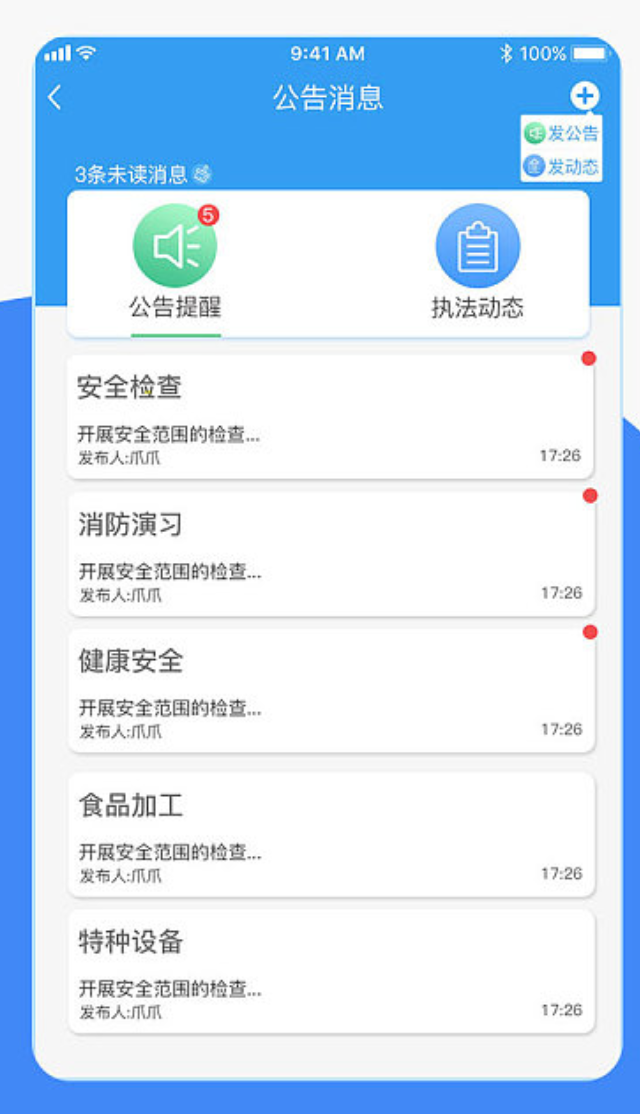 9:41 AM 100%
公告消息
发公告
发动态
3条未读消息
5
公告提醒 执法动态
安全检查
开展安全范围的检查...
发布人:爪爪 17:26
消防演习
开展安全范围的检查...
发布人:爪爪 17:26
健康安全
开展安全范围的检查...
发布人:爪爪 17:26
食品加工
开展安全范围的检查...
发布人:爪爪 17:26
特种设备
开展安全范围的检查...
发布人:爪爪 17:26